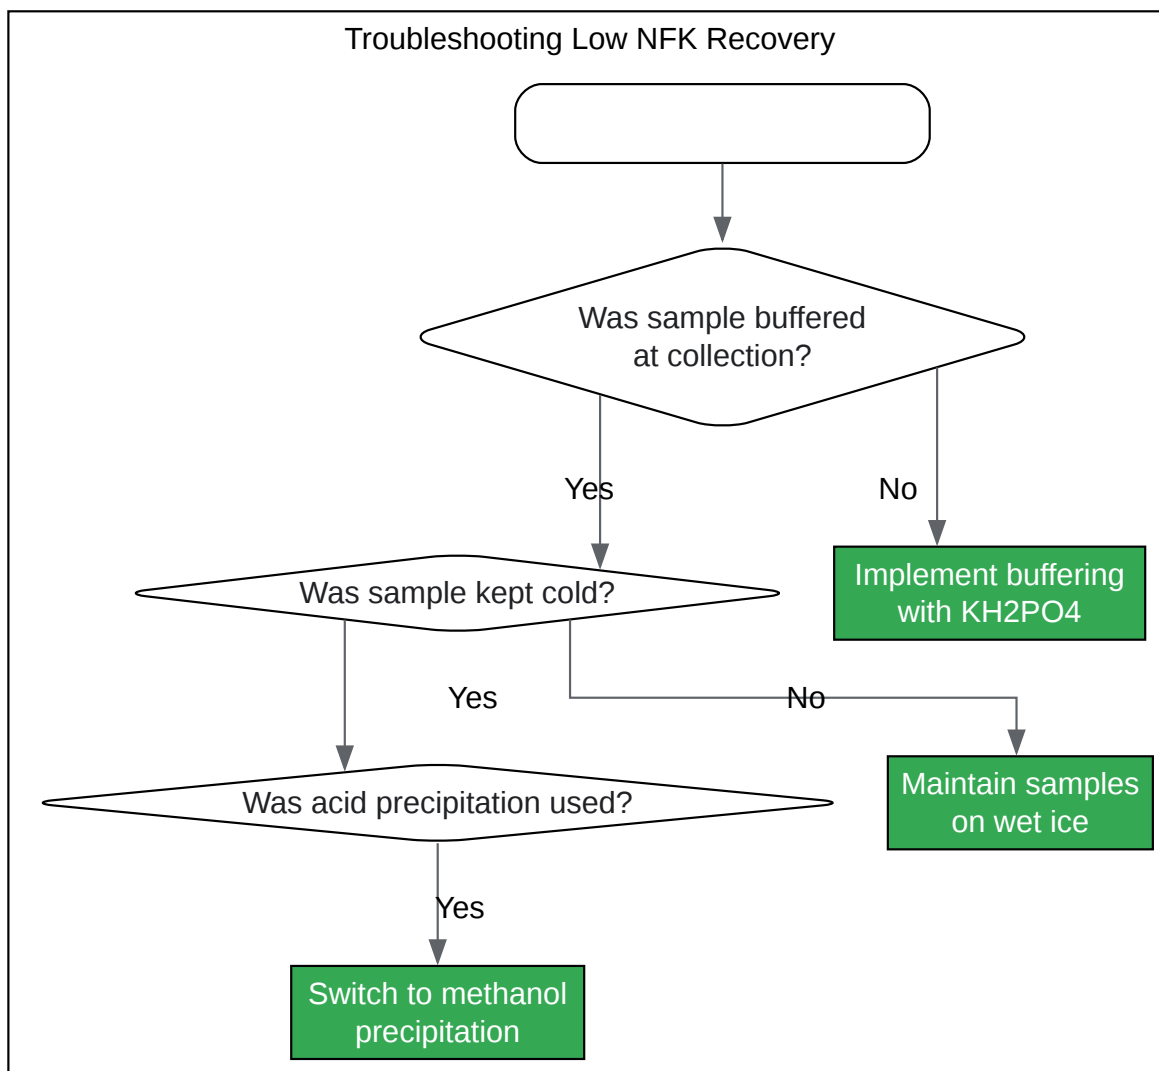 Troubleshooting Low NFK Recovery
Was sample buffered
at collection?
Yes
No
Implement buffering
with KH2PO4
Was sample kept cold?
Yes
No
Maintain samples
on wet ice
Was acid precipitation used?
Yes
Switch to methanol
precipitation